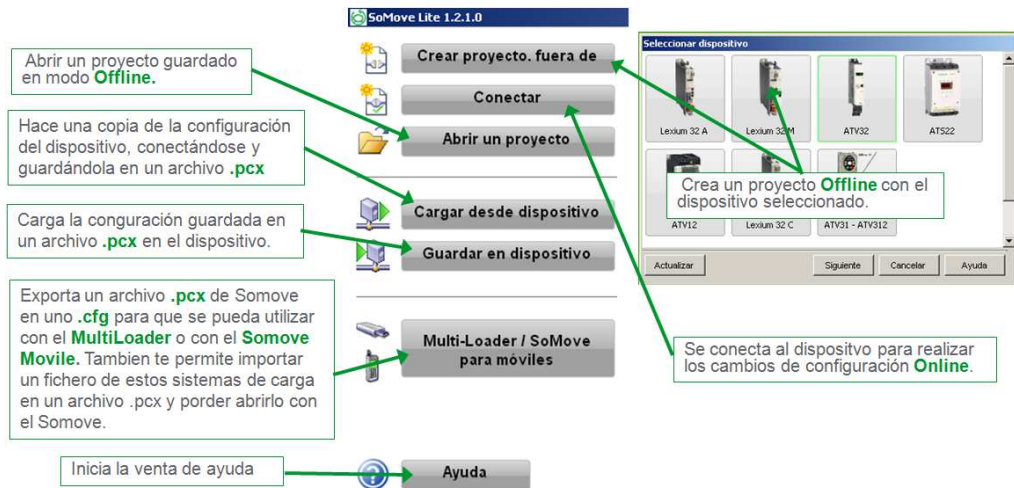 SoMove Lite 1.2.1.0
Crear proyecto. fuera de
Conectar
Abrir un proyecto
Cargar desde dispositivo
Guardar en dispositivo
Multi-Loader / SoMove
para móviles
Ayuda
Abrir un proyecto guardado
en modo Offline.
Hace una copia de la configuración
del dispositivo, conectándose y
guardándola en un archivo .pcx
Carga la conguración guardada en
un archivo .pcx en el dispositivo.
Exporta un archivo .pcx de Somove
en uno .cfg para que se pueda utilizar
con el MultiLoader o con el Somove
Movile. Tambien te permite importar
un fichero de estos sistemas de carga
en un archivo .pcx y porder abrirlo con
el Somove.
Inicia la venta de ayuda
Seleccionar dispositivo
Lexium 32 A
Lexium 32 M
ATV32
ATS22
Crea un proyecto Offline con el
dispositivo seleccionado.
ATV12
Lexium 32 C
ATV31 - ATV312
Actualizar
Siguiente
Cancelar
Ayuda
Se conecta al dispositvo para realizar
los cambios de configuración Online.